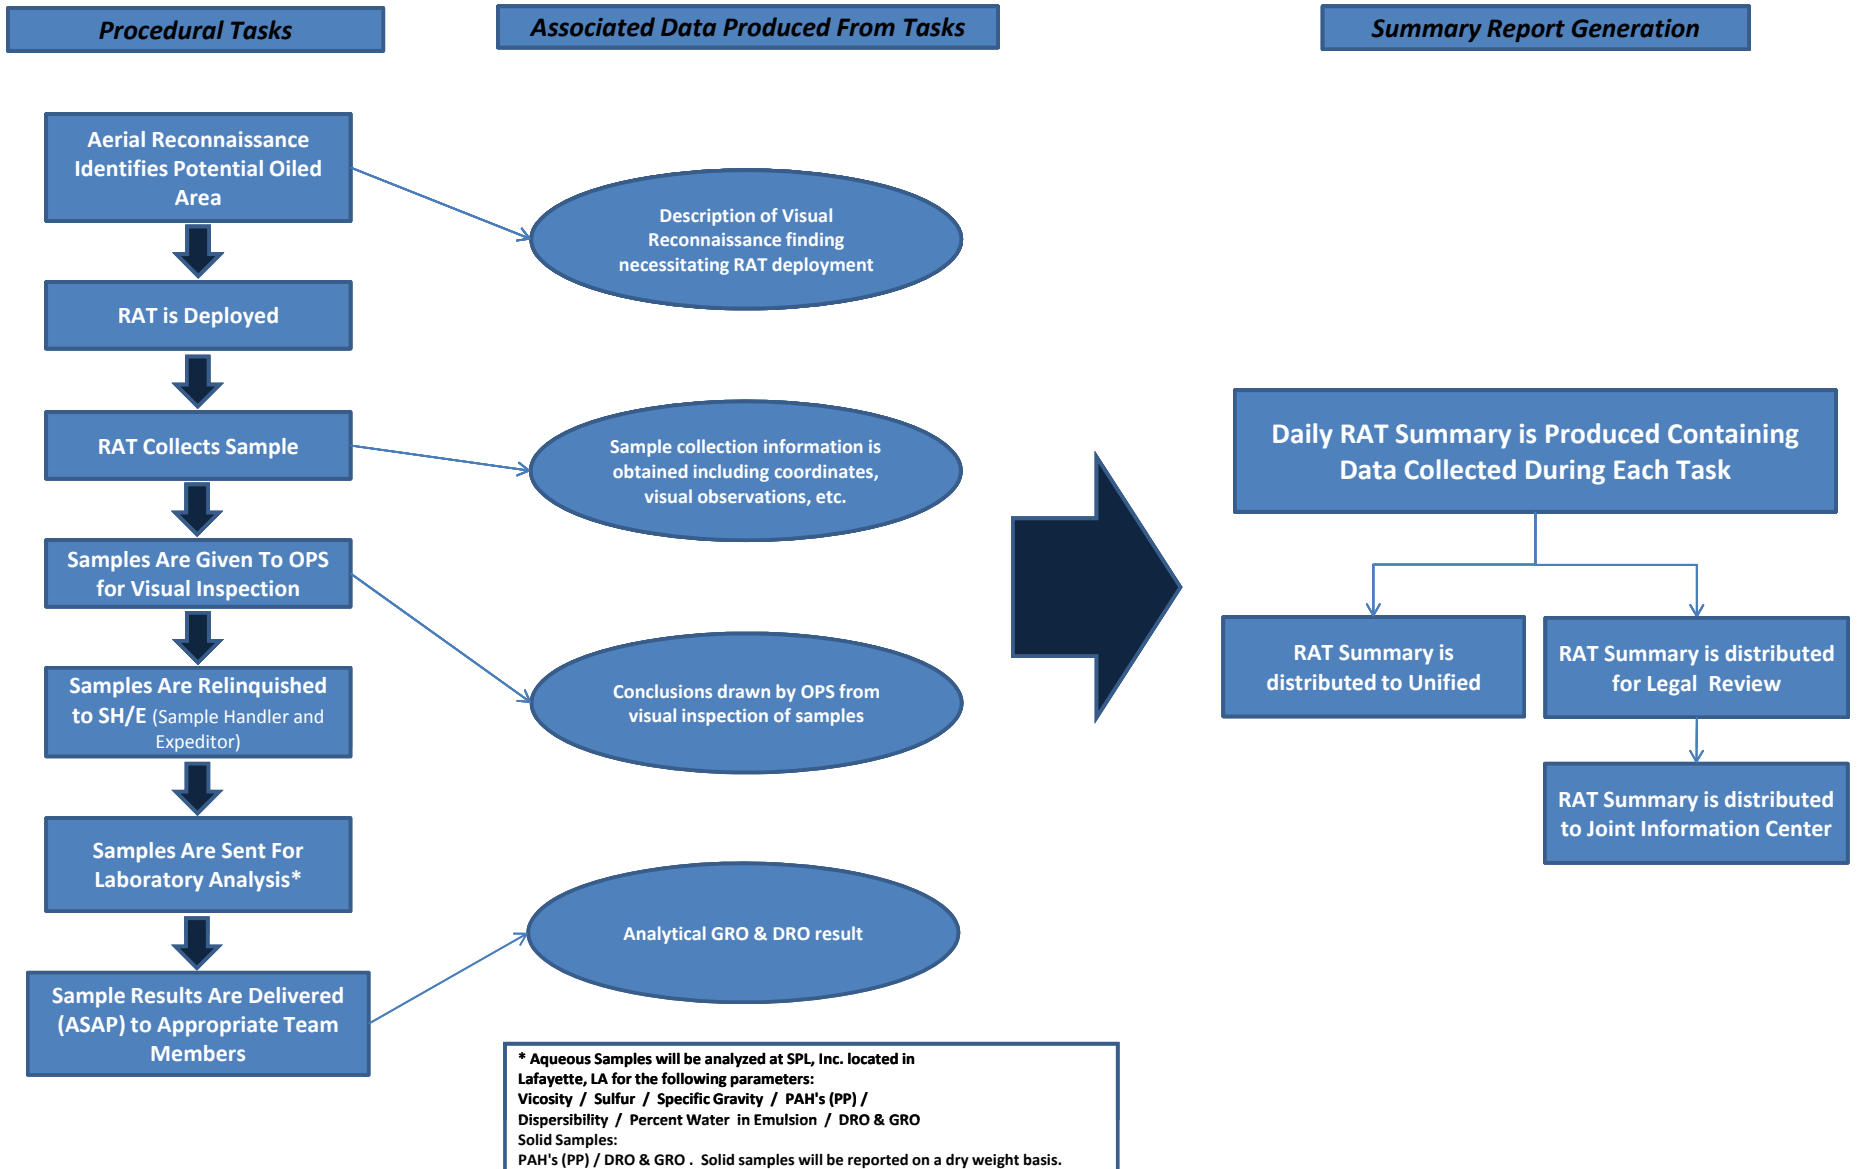 Procedural Tasks
Associated Data Produced From Tasks
Summary Report Generation
Aerial Reconnaissance
Identifies Potential Oiled
Area
RAT is Deployed
RAT Collects Sample
Samples Are Given To OPS
for Visual Inspection
Samples Are Relinquished
to SH/E (Sample Handler and
Expeditor)
Samples Are Sent For
Laboratory Analysis*
Sample Results Are Delivered
(ASAP) to Appropriate Team
Members
Description of Visual
Reconnaissance finding
necessitating RAT deployment
Sample collection information is
obtained including coordinates,
visual observations, etc.
Conclusions drawn by OPS from
visual inspection of samples
Analytical GRO & DRO result
* Aqueous Samples will be analyzed at SPL, Inc. located in
Lafayette, LA for the following parameters:
Vicosity / Sulfur / Specific Gravity / PAH's (PP) /
Dispersibility / Percent Water in Emulsion / DRO & GRO
Solid Samples:
PAH's (PP) / DRO & GRO . Solid samples will be reported on a dry weight basis.
Daily RAT Summary is Produced Containing
Data Collected During Each Task
RAT Summary is
distributed to Unified
RAT Summary is distributed
for Legal Review
RAT Summary is distributed
to Joint Information Center